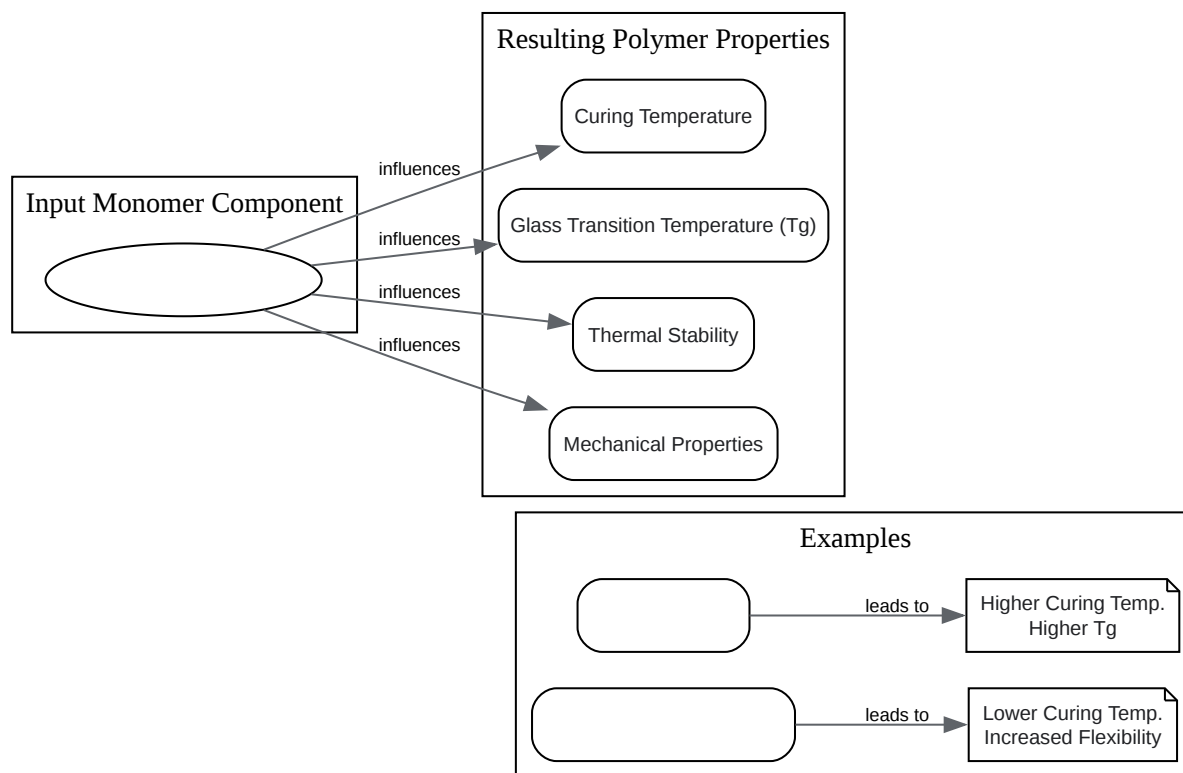 Resulting Polymer Properties
Curing Temperature
influences
Input Monomer Component
Glass Transition Temperature (Tg)
influences
influences
Thermal Stability
influences
Mechanical Properties
Examples
leads to
Higher Curing Temp.
Higher Tg
leads to
Lower Curing Temp.
Increased Flexibility